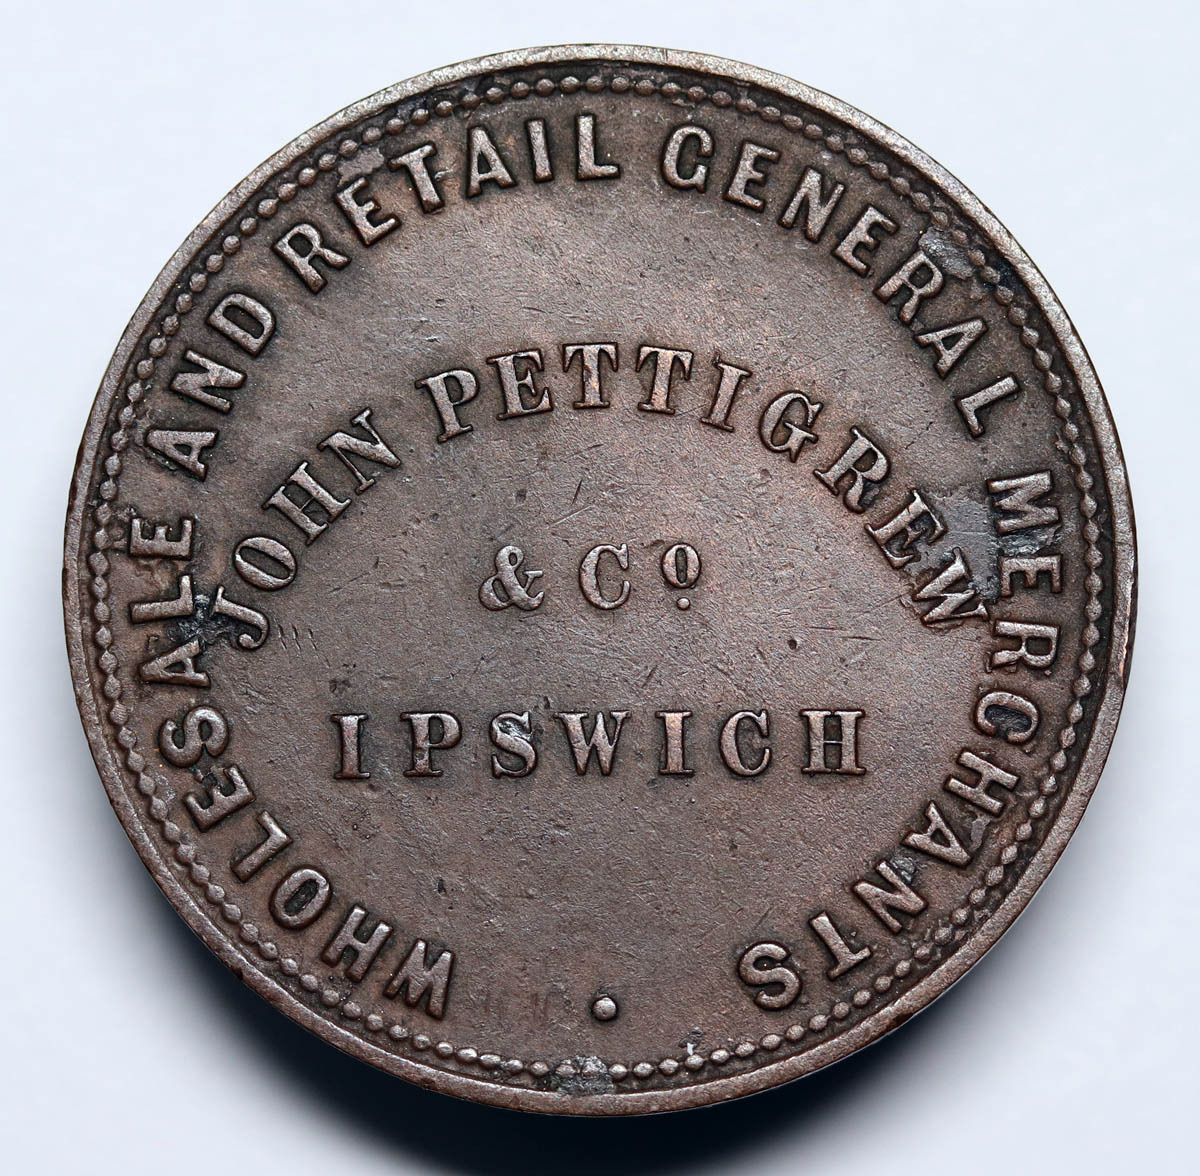 WHOLESALE AND RETAIL GENERAL MERCHANTS
JOHN PETTIGREW
& Cº
IPSWICH